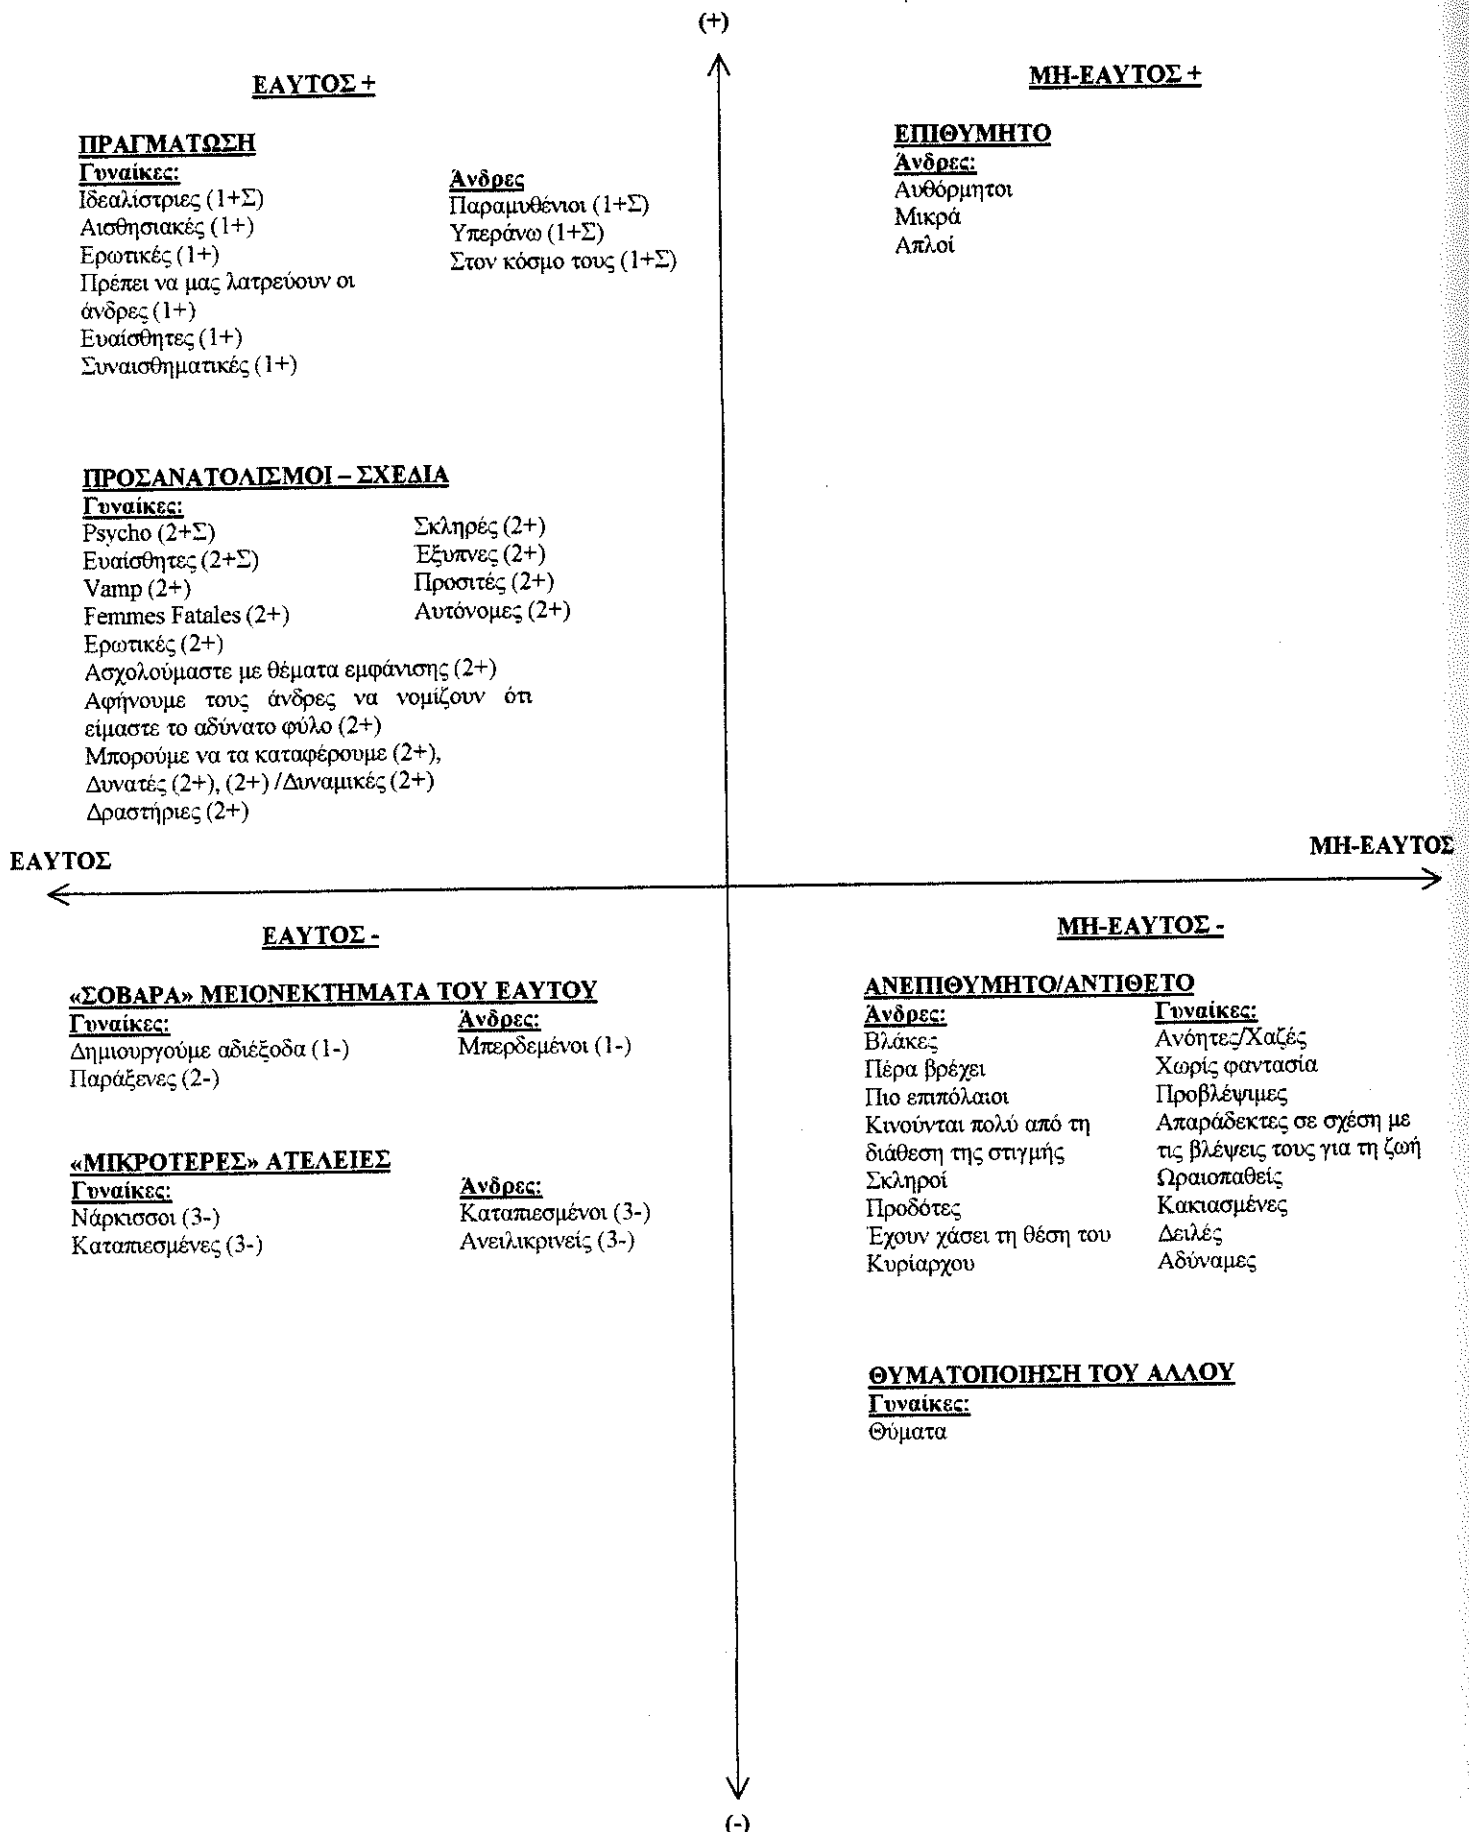 (+)
ΕΑΥΤΟΣ +
ΠΡΑΓΜΑΤΩΣΗ
Γυναίκες:
Ιδεαλίστριες (1+Σ)
Αισθησιακές (1+)
Ερωτικές (1+)
Πρέπει να μας λατρεύουν οι
άνδρες (1+)
Ευαίσθητες (1+)
Συναισθηματικές (1+)
Άνδρες
Παραμυθένιοι (1+Σ)
Υπεράνω (1+Σ)
Στον κόσμο τους (1+Σ)
ΜΗ-ΕΑΥΤΟΣ +
ΕΠΙΘΥΜΗΤΟ
Άνδρες:
Αυθόρμητοι
Μικρά
Απλοί
ΠΡΟΣΑΝΑΤΟΛΙΣΜΟΙ – ΣΧΕΔΙΑ
Γυναίκες:
Psycho (2+Σ)
Ευαίσθητες (2+Σ)
Vamp (2+)
Femmes Fatales (2+)
Ερωτικές (2+)
Σκληρές (2+)
Έξυπνες (2+)
Προσιτές (2+)
Αυτόνομες (2+)
Ασχολούμαστε με θέματα εμφάνισης (2+)
Αφήνουμε τους άνδρες να νομίζουν ότι
είμαστε το αδύνατο φύλο (2+)
Μπορούμε να τα καταφέρουμε (2+),
Δυνατές (2+), (2+) /Δυναμικές (2+)
Δραστήριες (2+)
ΕΑΥΤΟΣ
ΜΗ-ΕΑΥΤΟΣ
ΕΑΥΤΟΣ -
«ΣΟΒΑΡΑ» ΜΕΙΟΝΕΚΤΗΜΑΤΑ ΤΟΥ ΕΑΥΤΟΥ
Γυναίκες:
Δημιουργούμε αδιέξοδα (1-)
Παράξενες (2-)
Άνδρες:
Μπερδεμένοι (1-)
«ΜΙΚΡΟΤΕΡΕΣ» ΑΤΕΛΕΙΕΣ
Γυναίκες:
Νάρκισσοι (3-)
Καταπιεσμένες (3-)
Άνδρες:
Καταπιεσμένοι (3-)
Ανειλικρινείς (3-)
ΜΗ-ΕΑΥΤΟΣ -
ΑΝΕΠΙΘΥΜΗΤΟ/ΑΝΤΙΘΕΤΟ
Άνδρες:
Βλάκες
Πέρα βρέχει
Πιο επιπόλαιοι
Κινούνται πολύ από τη
διάθεση της στιγμής
Σκληροί
Προδότες
Έχουν χάσει τη θέση του
Κυρίαρχου
Γυναίκες:
Ανόητες/Χαζές
Χωρίς φαντασία
Προβλέψιμες
Απαράδεκτες σε σχέση με
τις βλέψεις τους για τη ζωή
Ωραιοπαθείς
Κακιασμένες
Δειλές
Αδύναμες
ΘΥΜΑΤΟΠΟΙΗΣΗ ΤΟΥ ΑΛΛΟΥ
Γυναίκες:
Θύματα
(-)